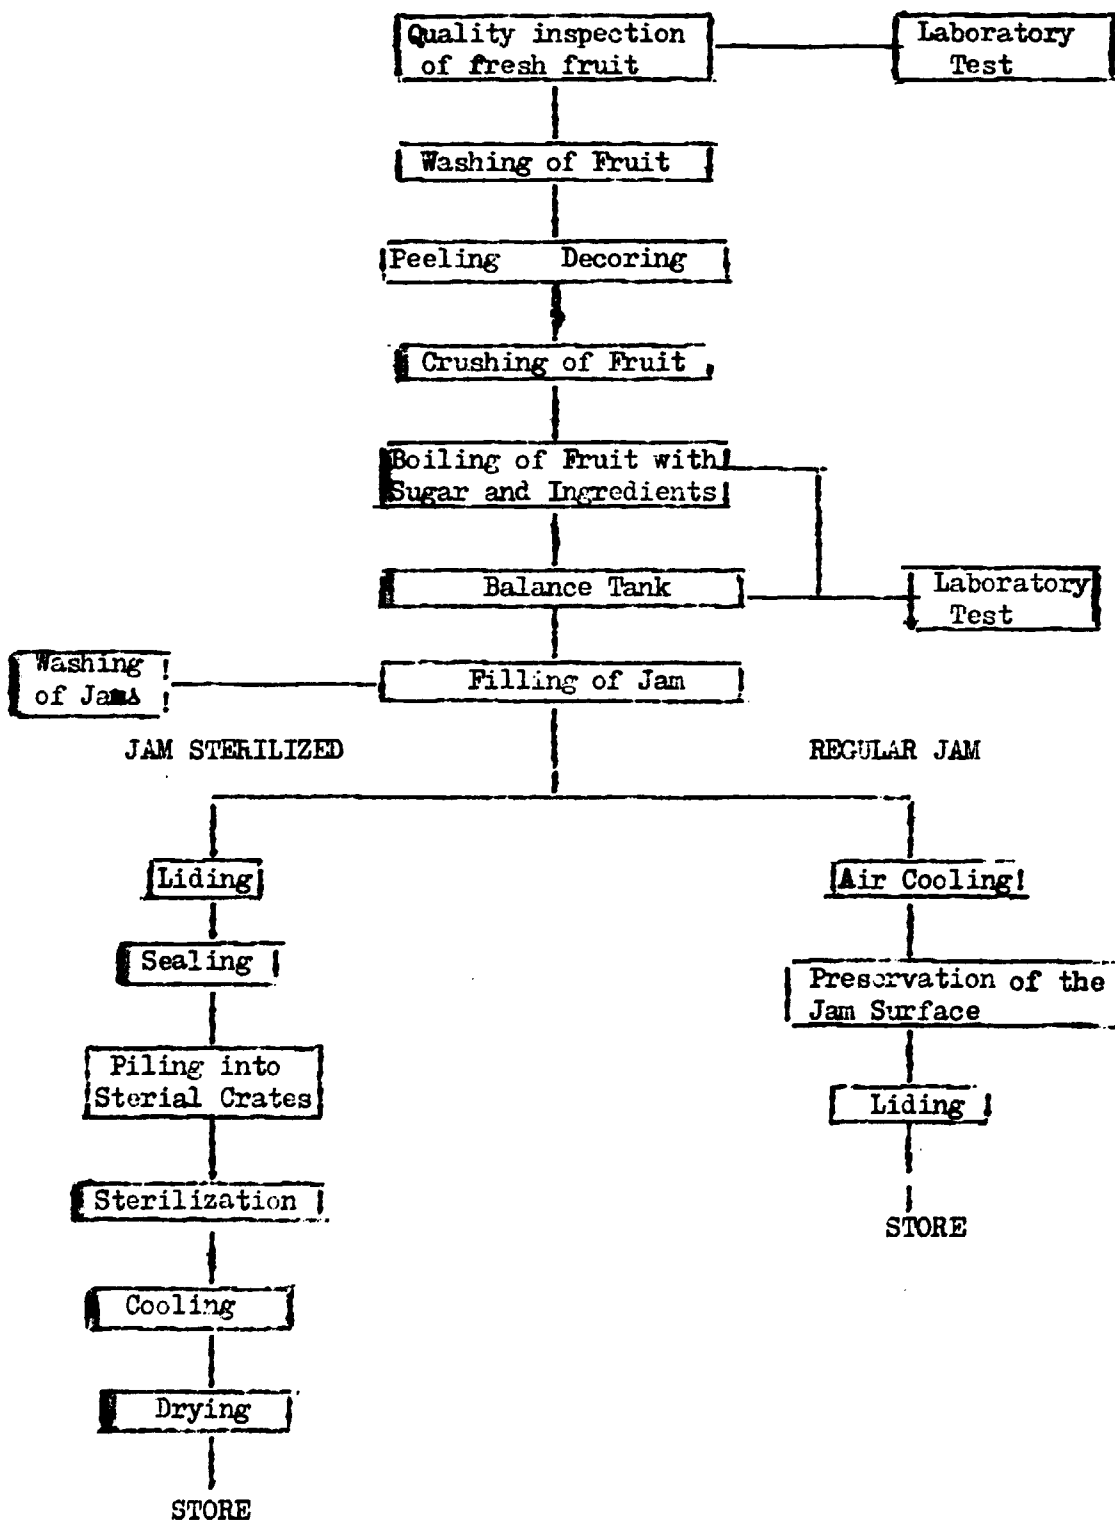 Quality inspection
of fresh fruit
Laboratory
Test
Washing of Fruit
Peeling Decoring
Crushing of Fruit
Boiling of Fruit with
Sugar and Ingredients
Balance Tank
Laboratory
Test
Washing
of
Filling of Jam
JAM STERILIZED
REGULAR JAM
Liding
Air Cooling
Sealing
Preservation of the
Jam Surface
Piling into
Sterial Crates
Liding
Sterilization
STORE
Cooling
Drying
STORE